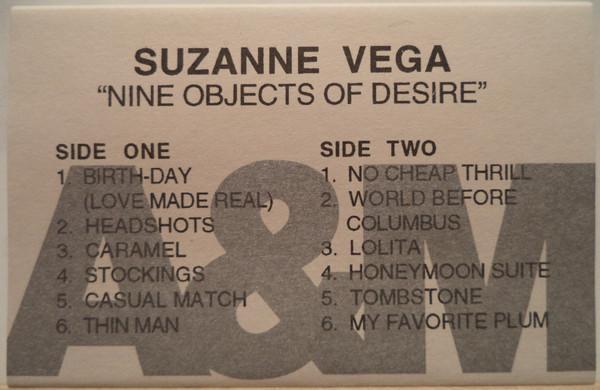 SUZANNE VEGA
“NINE OBJECTS OF DESIRE”
SIDE ONE
1. BIRTH-DAY
(LOVE MADE REAL)
2. HEADSHOTS
3. CARAMEL
4. STOCKINGS
5. CASUAL MATCH
6. THIN MAN
SIDE TWO
1. NO CHEAP THRILL
2. WORLD BEFORE
COLUMBUS
3. LOLITA
4. HONEYMOON SUITE
5. TOMBSTONE
6. MY FAVORITE PLUM
A&M